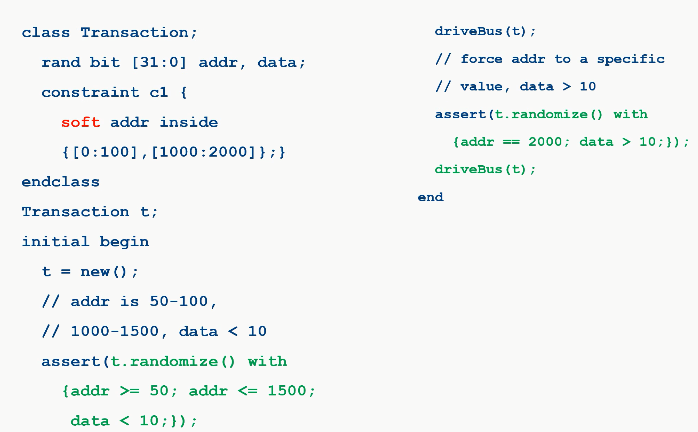 class Transaction;
rand bit [31:0] addr, data;
constraint c1 {
soft addr inside
{[0:100],[1000:2000]};}
endclass
Transaction t;
initial begin
t = new();
// addr is 50-100,
// 1000-1500, data < 10
assert(t.randomize() with
{addr >= 50; addr <= 1500;
data < 10;});
driveBus(t);
// force addr to a specific
// value, data > 10
assert(t.randomize() with
{addr == 2000; data > 10;});
driveBus(t);
end